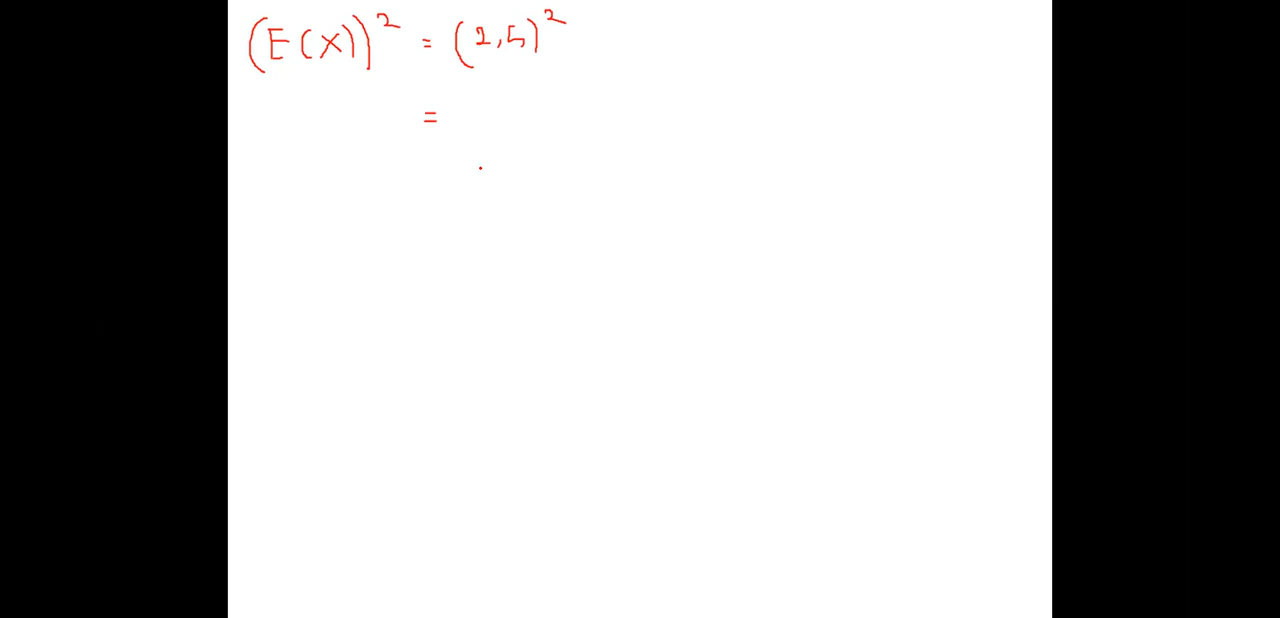 (E(X))² = (2,5)²
=